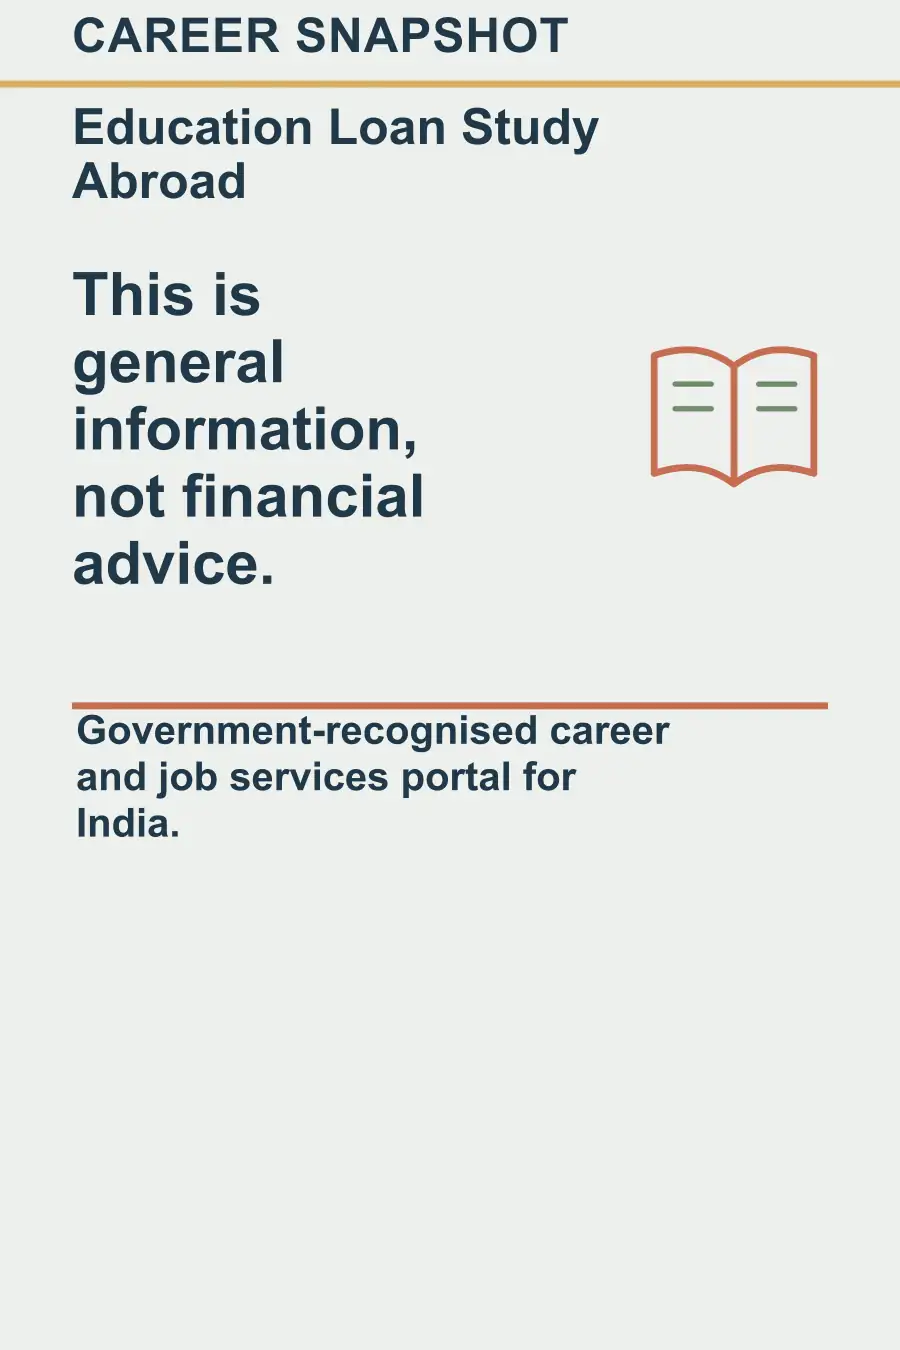 CAREER SNAPSHOT
Education Loan Study
Abroad
This is
general
information,
not financial
advice.
Government-recognised career
and job services portal for
India.